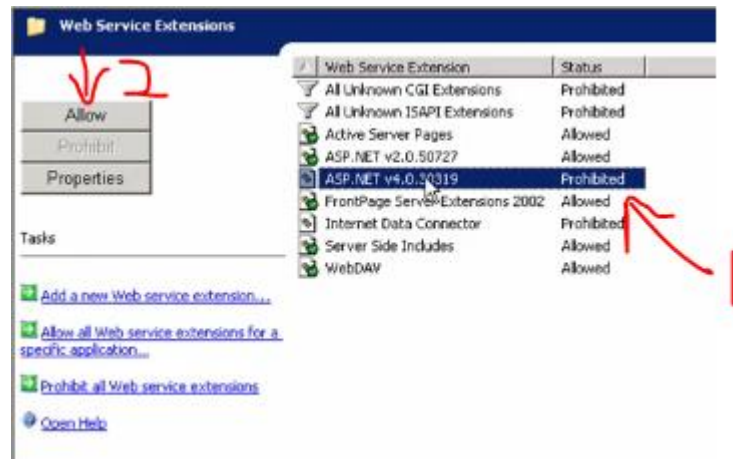 Web Service Extensions
2
Allow
Prohibit
Properties
Tasks
Add a new Web service extension...
Allow all Web service extensions for a
specific application...
Prohibit all Web service extensions
Open Help
Web Service Extension Status
All Unknown CGI Extensions Prohibited
All Unknown ISAPI Extensions Prohibited
Active Server Pages Allowed
ASP.NET v2.0.50727 Allowed
ASP.NET v4.0.30319 Prohibited
FrontPage Server Extensions 2002 Allowed
Internet Data Connector Prohibited
Server Side Includes Allowed
WebDAV Allowed